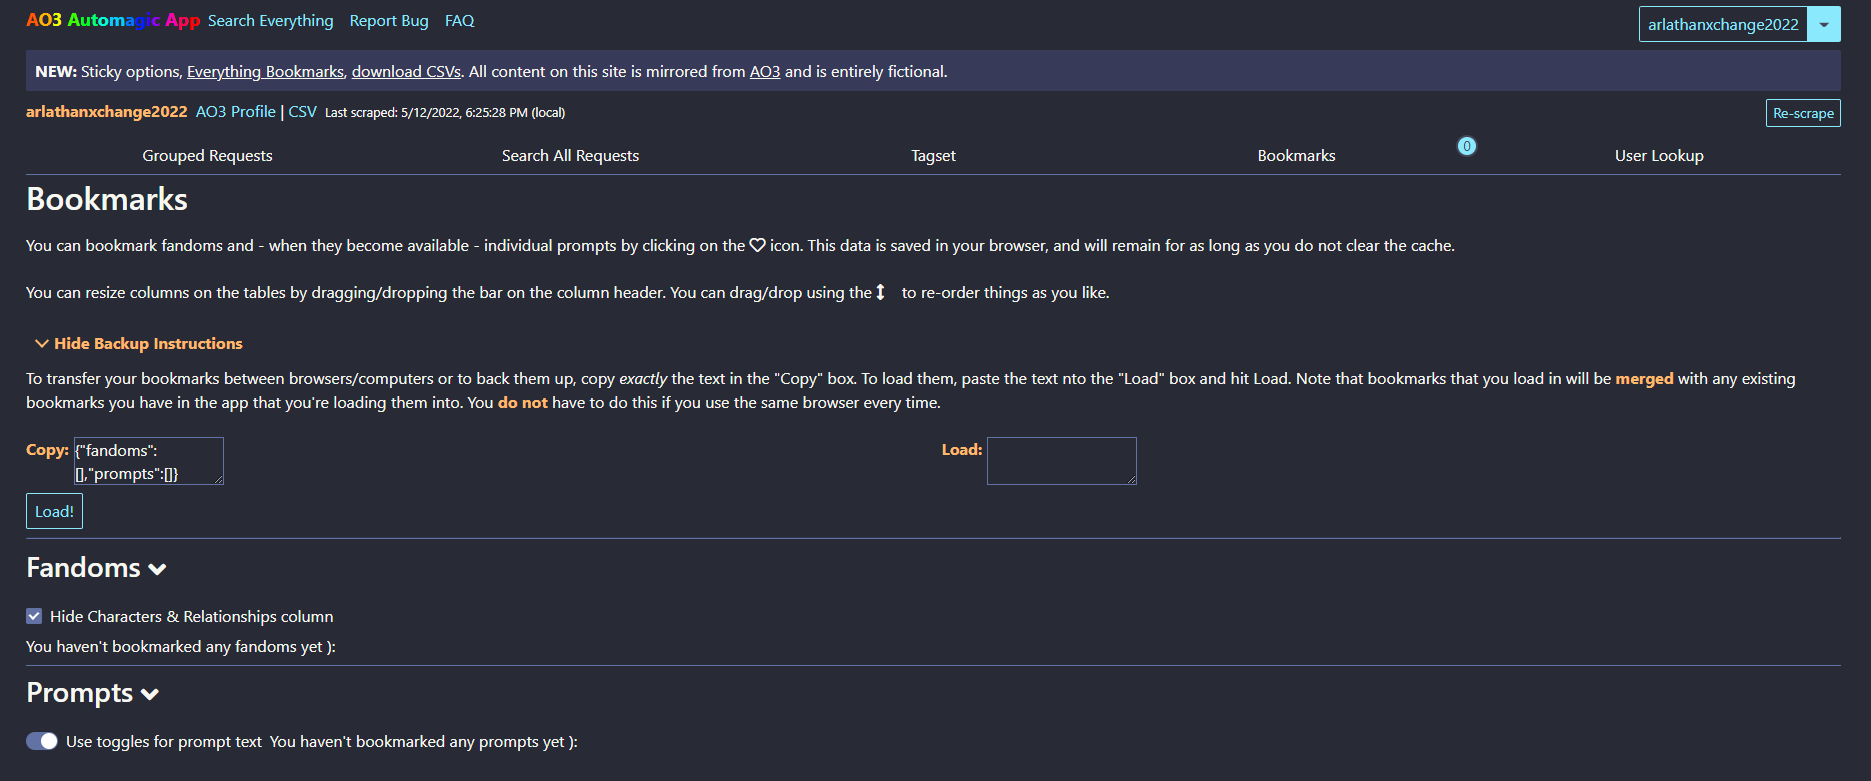 AO3 Automagic App Search Everything Report Bug FAQ arlathanxchange2022
NEW: Sticky options, Everything Bookmarks, download CSVs. All content on this site is mirrored from AO3 and is entirely fictional.
arlathanxchange2022 AO3 Profile | CSV Last scraped: 5/12/2022, 6:25:28 PM (local) Re-scrape
Grouped Requests Search All Requests Tagset Bookmarks 0 User Lookup
Bookmarks
You can bookmark fandoms and - when they become available - individual prompts by clicking on the icon. This data is saved in your browser, and will remain for as long as you do not clear the cache.
You can resize columns on the tables by dragging/dropping the bar on the column header. You can drag/drop using the to re-order things as you like.
Hide Backup Instructions
To transfer your bookmarks between browsers/computers or to back them up, copy exactly the text in the "Copy" box. To load them, paste the text nto the "Load" box and hit Load. Note that bookmarks that you load in will be merged with any existing
bookmarks you have in the app that you're loading them into. You do not have to do this if you use the same browser every time.
Copy: {"fandoms": Load:
[],"prompts":[]}
Load!
Fandoms
Hide Characters & Relationships column
You haven't bookmarked any fandoms yet ):
Prompts
Use toggles for prompt text You haven't bookmarked any prompts yet ):